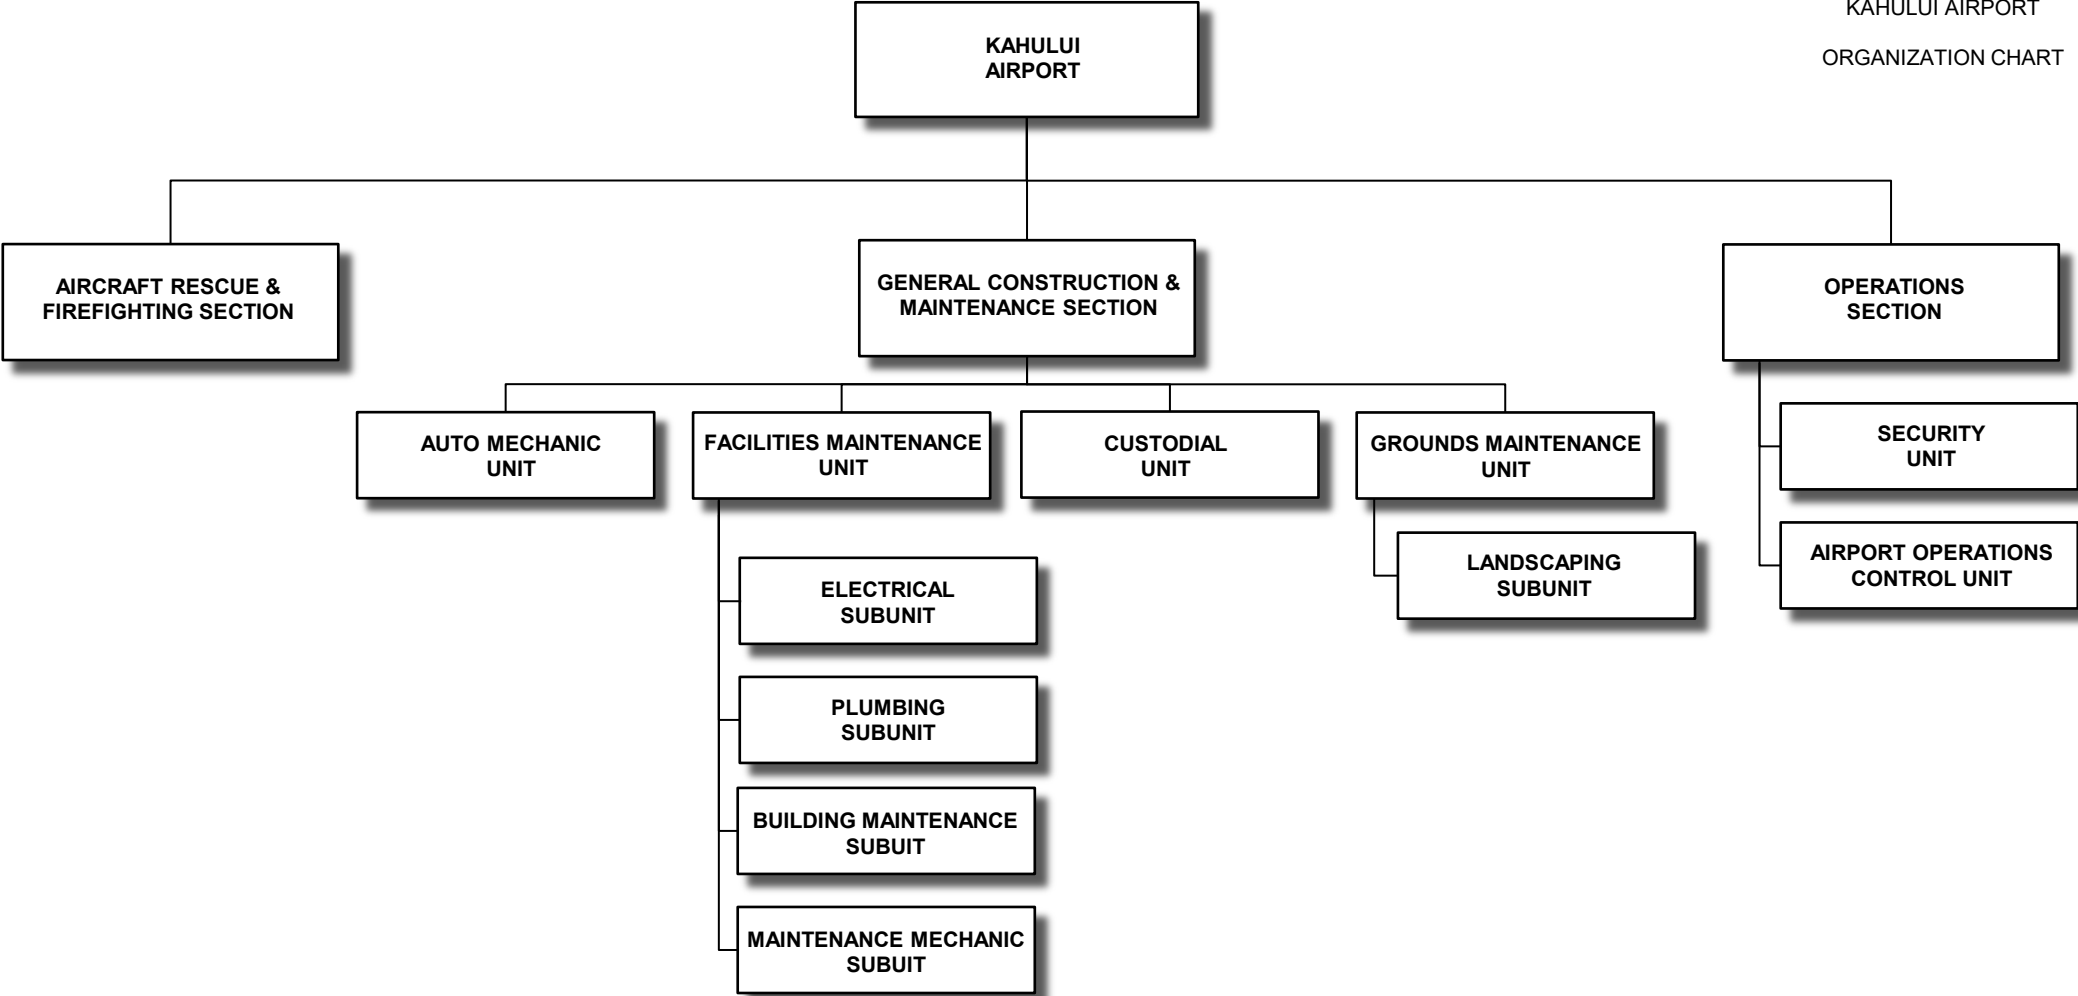 KAHULUI AIRPORT
ORGANIZATION CHART
KAHULUI
AIRPORT
AIRCRAFT RESCUE &
FIREFIGHTING SECTION
GENERAL CONSTRUCTION &
MAINTENANCE SECTION
OPERATIONS
SECTION
AUTO MECHANIC
UNIT
FACILITIES MAINTENANCE
UNIT
CUSTODIAL
UNIT
GROUNDS MAINTENANCE
UNIT
SECURITY
UNIT
AIRPORT OPERATIONS
CONTROL UNIT
LANDSCAPING
SUBUNIT
ELECTRICAL
SUBUNIT
PLUMBING
SUBUNIT
BUILDING MAINTENANCE
SUBUIT
MAINTENANCE MECHANIC
SUBUIT